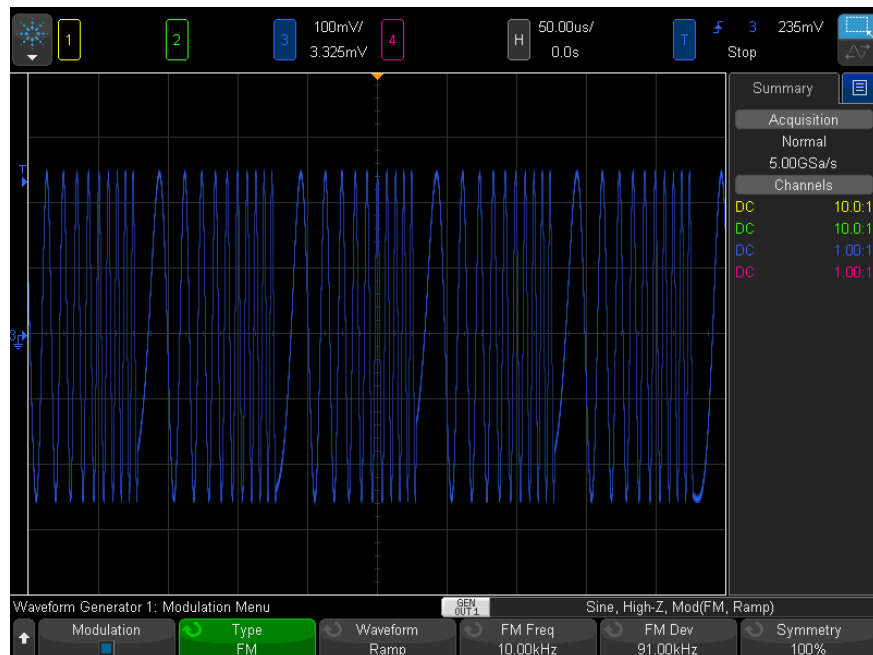 1 2 3 100mV/ 4 H 50.00us/ T 3 235mV
3.325mV 0.0s Stop
Summary
Acquisition
Normal
5.00GSa/s
Channels
DC 10.0:1
DC 10.0:1
DC 1.00:1
DC 1.00:1
T
3
Waveform Generator 1: Modulation Menu GEN OUT1 Sine, High-Z, Mod(FM, Ramp)
Modulation Type Waveform FM Freq FM Dev Symmetry
FM Ramp 10.00kHz 91.00kHz 100%